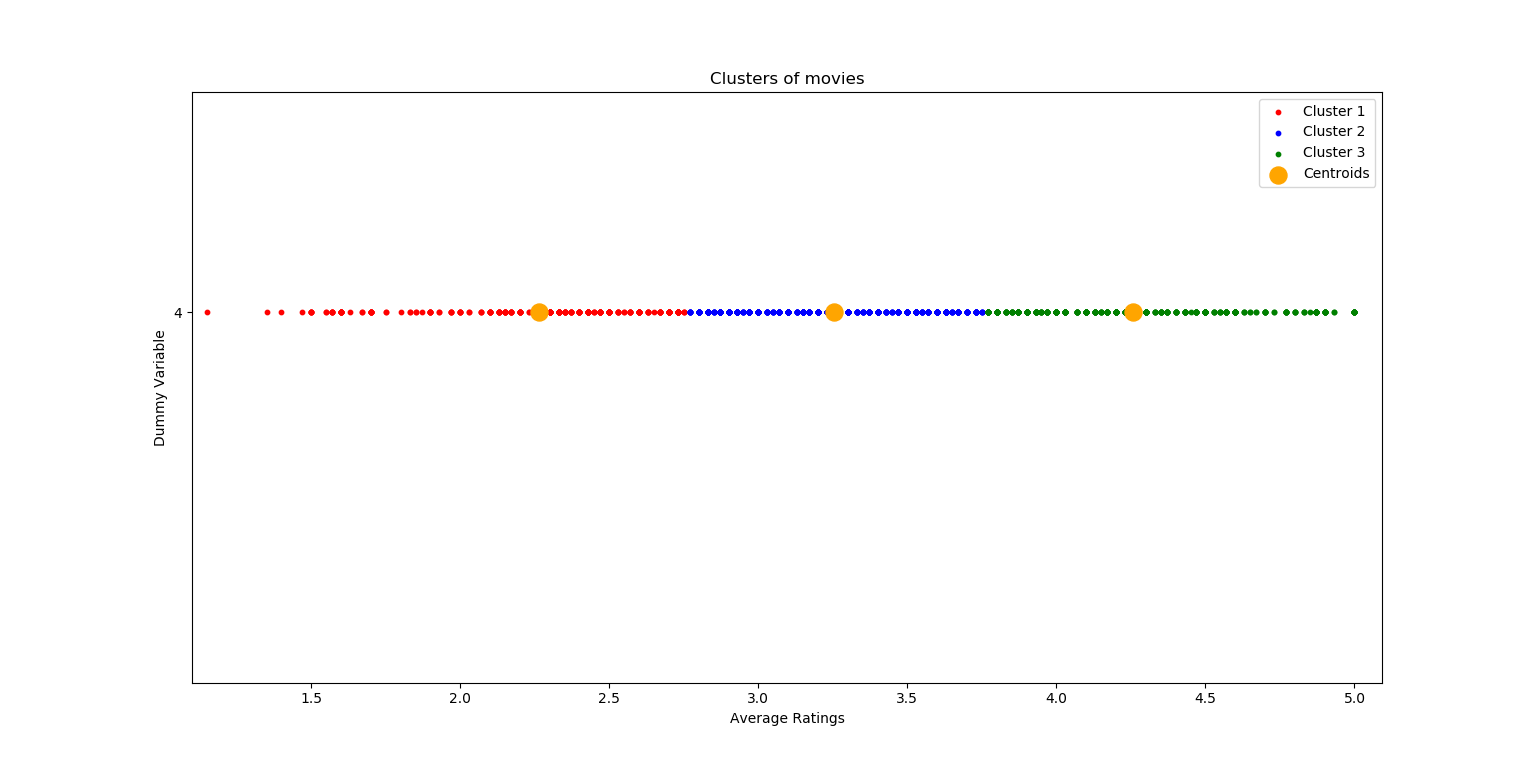 Clusters of movies
Cluster 1
Cluster 2
Cluster 3
Centroids
4
Dummy Variable
1.5 2.0 2.5 3.0 3.5 4.0 4.5 5.0
Average Ratings